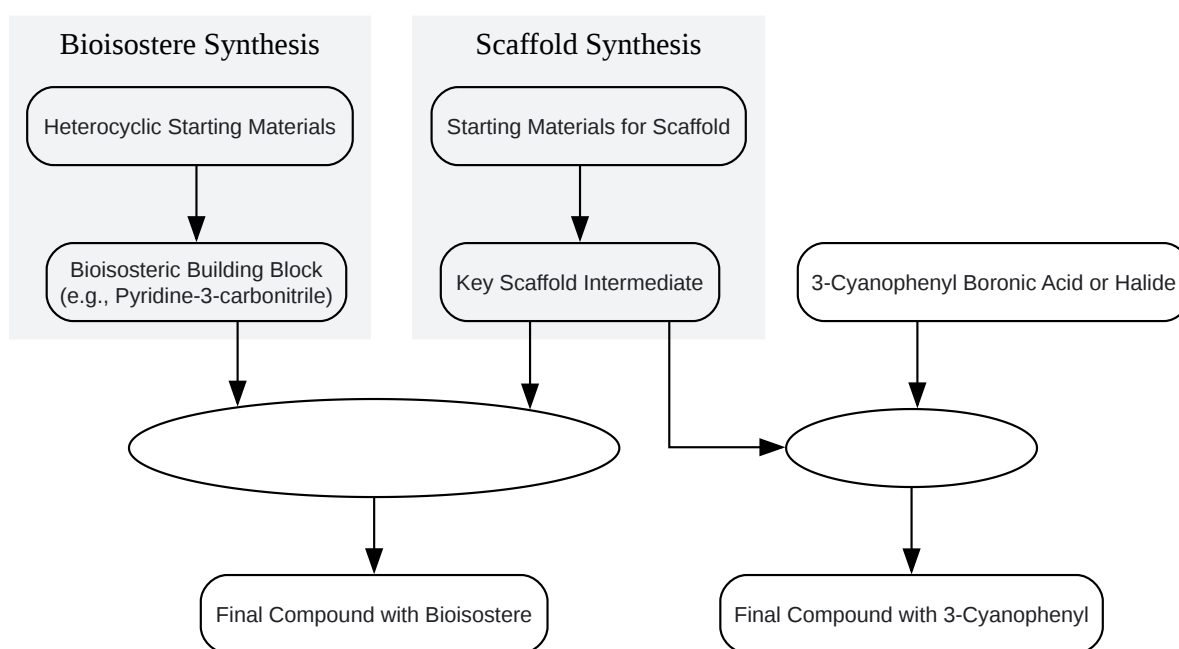 Bioisostere Synthesis
Scaffold Synthesis
Heterocyclic Starting Materials
Starting Materials for Scaffold
Bioisosteric Building Block
(e.g., Pyridine-3-carbonitrile)
Key Scaffold Intermediate
3-Cyanophenyl Boronic Acid or Halide
Final Compound with Bioisostere
Final Compound with 3-Cyanophenyl